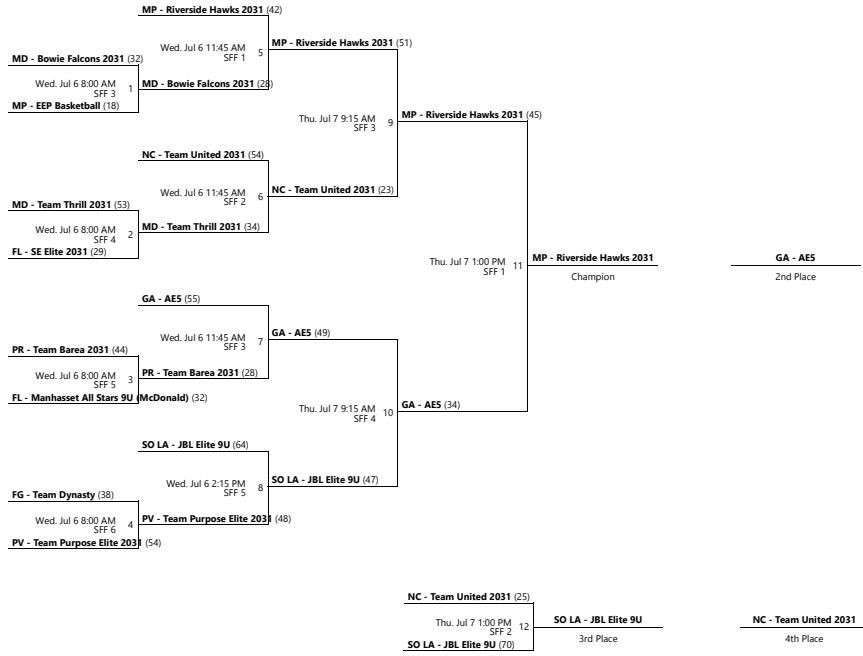 MP - Riverside Hawks 2031 (42)
Wed. Jul 6 11:45 AM
SFF 1
5
MP - Riverside Hawks 2031 (51)
MD - Bowie Falcons 2031 (32)
Wed. Jul 6 8:00 AM
SFF 3
1
MD - Bowie Falcons 2031 (28)
MP - EEP Basketball (18)
Thu. Jul 7 9:15 AM
SFF 3
9
MP - Riverside Hawks 2031 (45)
NC - Team United 2031 (54)
Wed. Jul 6 11:45 AM
SFF 2
6
NC - Team United 2031 (23)
MD - Team Thrill 2031 (53)
Wed. Jul 6 8:00 AM
SFF 4
2
MD - Team Thrill 2031 (34)
FL - SE Elite 2031 (29)
Thu. Jul 7 1:00 PM
SFF 1
11
MP - Riverside Hawks 2031
Champion
GA - AE5
2nd Place
GA - AE5 (55)
Wed. Jul 6 11:45 AM
SFF 3
7
GA - AE5 (49)
PR - Team Barea 2031 (44)
Wed. Jul 6 8:00 AM
SFF 5
3
PR - Team Barea 2031 (28)
FL - Manhasset All Stars 9U (McDonald) (32)
Thu. Jul 7 9:15 AM
SFF 4
10
GA - AE5 (34)
SO LA - JBL Elite 9U (64)
Wed. Jul 6 2:15 PM
SFF 5
8
SO LA - JBL Elite 9U (47)
FG - Team Dynasty (38)
Wed. Jul 6 8:00 AM
SFF 6
4
PV - Team Purpose Elite 2031 (48)
PV - Team Purpose Elite 2031 (54)
NC - Team United 2031 (25)
Thu. Jul 7 1:00 PM
SFF 2
12
SO LA - JBL Elite 9U (70)
SO LA - JBL Elite 9U
3rd Place
NC - Team United 2031
4th Place